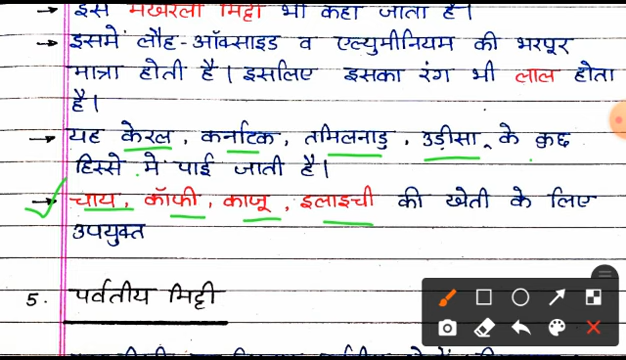 → इसे मखरला मिट्टी भी कहा जाता है।
→ इसमें लौह-ऑक्साइड व एल्युमीनियम की भरपूर
मात्रा होती है। इसलिए इसका रंग भी लाल होता
है।
→ यह केरल, कर्नाटक, तमिलनाडु, उड़ीसा, के कुछ
हिस्से में पाई जाती है।
→ चाय, कॉफी, काजू, इलाइची की खेती के लिए
उपयुक्त
5. पर्वतीय मिट्टी